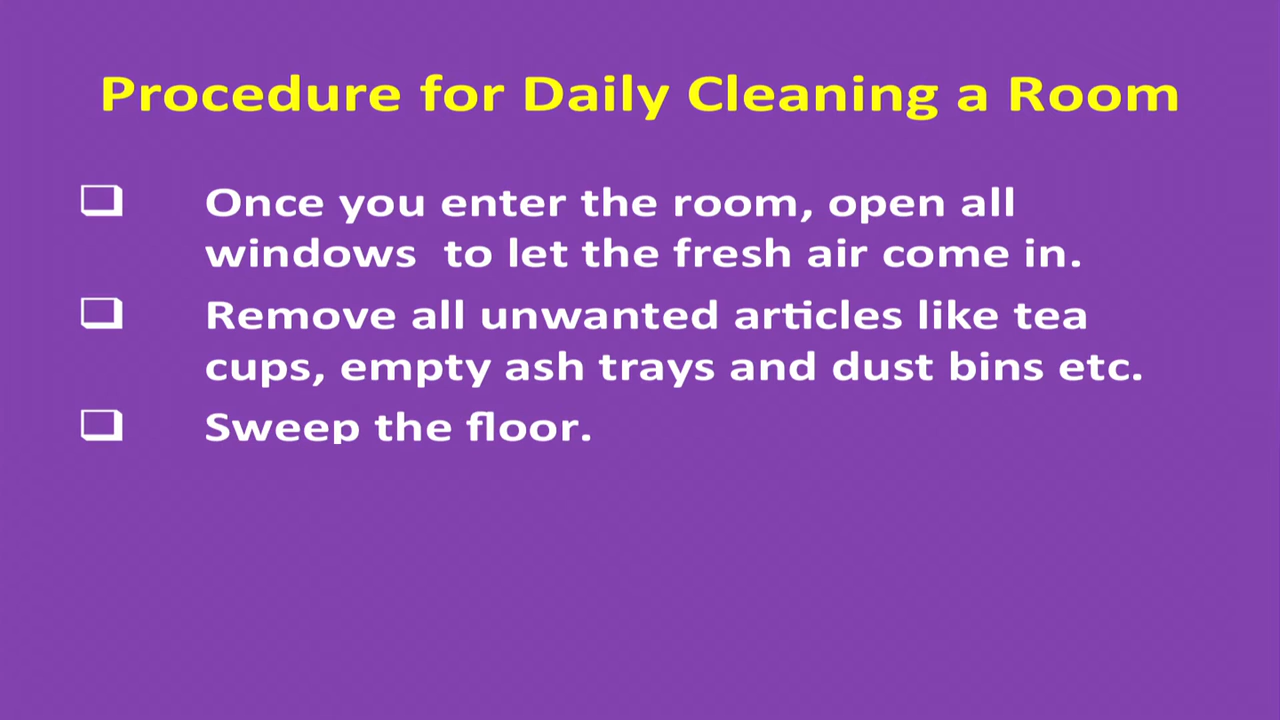 Procedure for Daily Cleaning a Room
❑ Once you enter the room, open all
windows  to let the fresh air come in.
❑ Remove all unwanted articles like tea
cups, empty ash trays and dust bins etc.
❑ Sweep the floor.